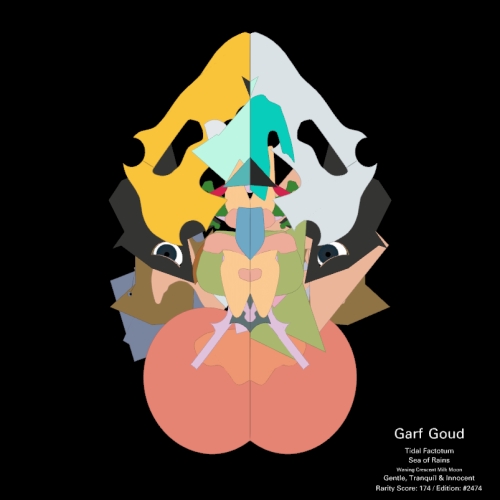 Garf Goud
Tidal Factotum
Sea of Rains
Waning Crescent Milk Moon
Gentle, Tranquil & Innocent
Rarity Score: 174 / Edition: #2474